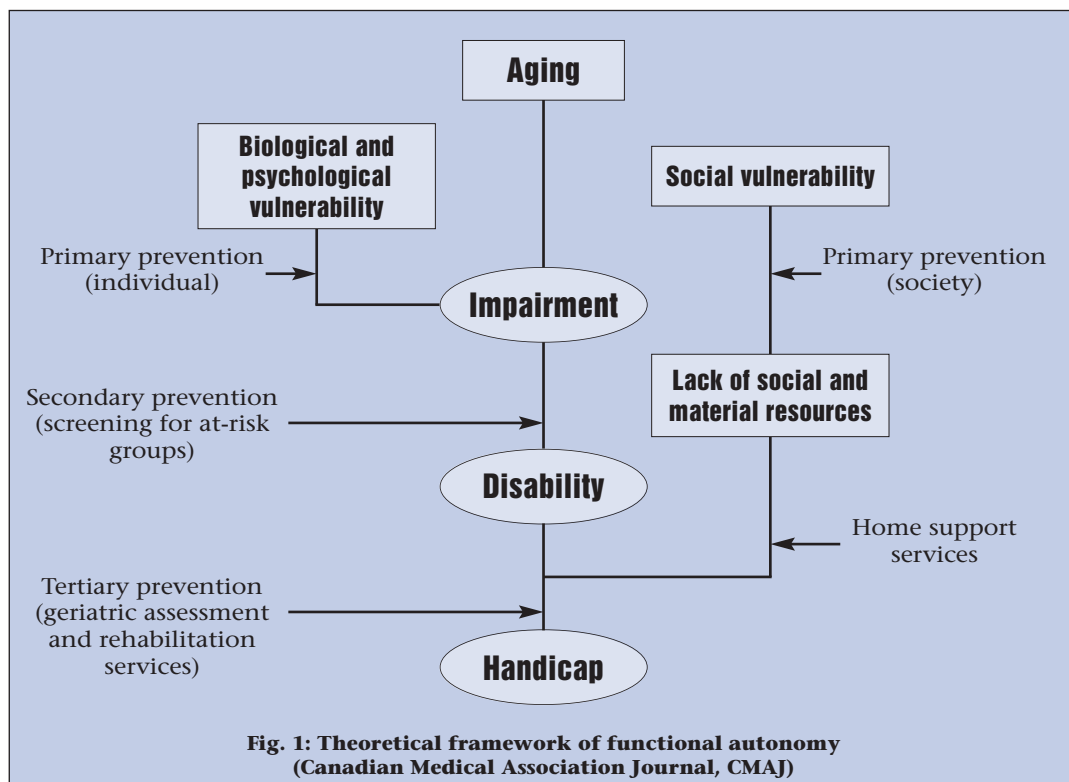 Aging
Biological and
psychological
vulnerability
Social vulnerability
Primary prevention
(individual)
Primary prevention
(society)
Impairment
Lack of social and
material resources
Secondary prevention
(screening for at-risk
groups)
Disability
Home support
services
Tertiary prevention
(geriatric assessment
and rehabilitation
services)
Handicap
Fig. 1: Theoretical framework of functional autonomy
(Canadian Medical Association Journal, CMAJ)